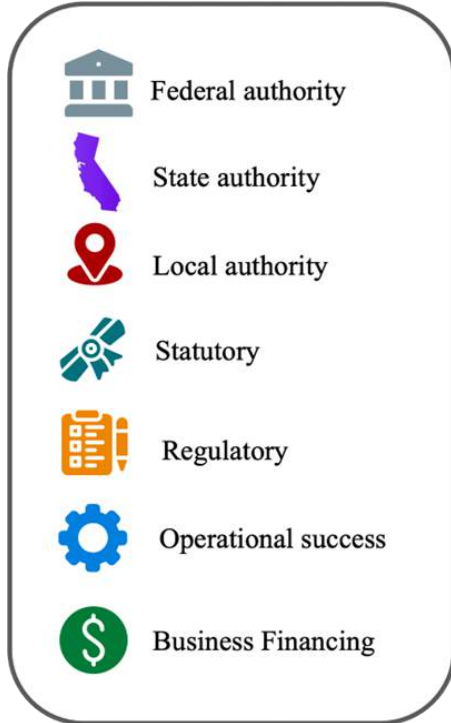 Federal authority
State authority
Local authority
Statutory
Regulatory
Operational success
$
Business Financing